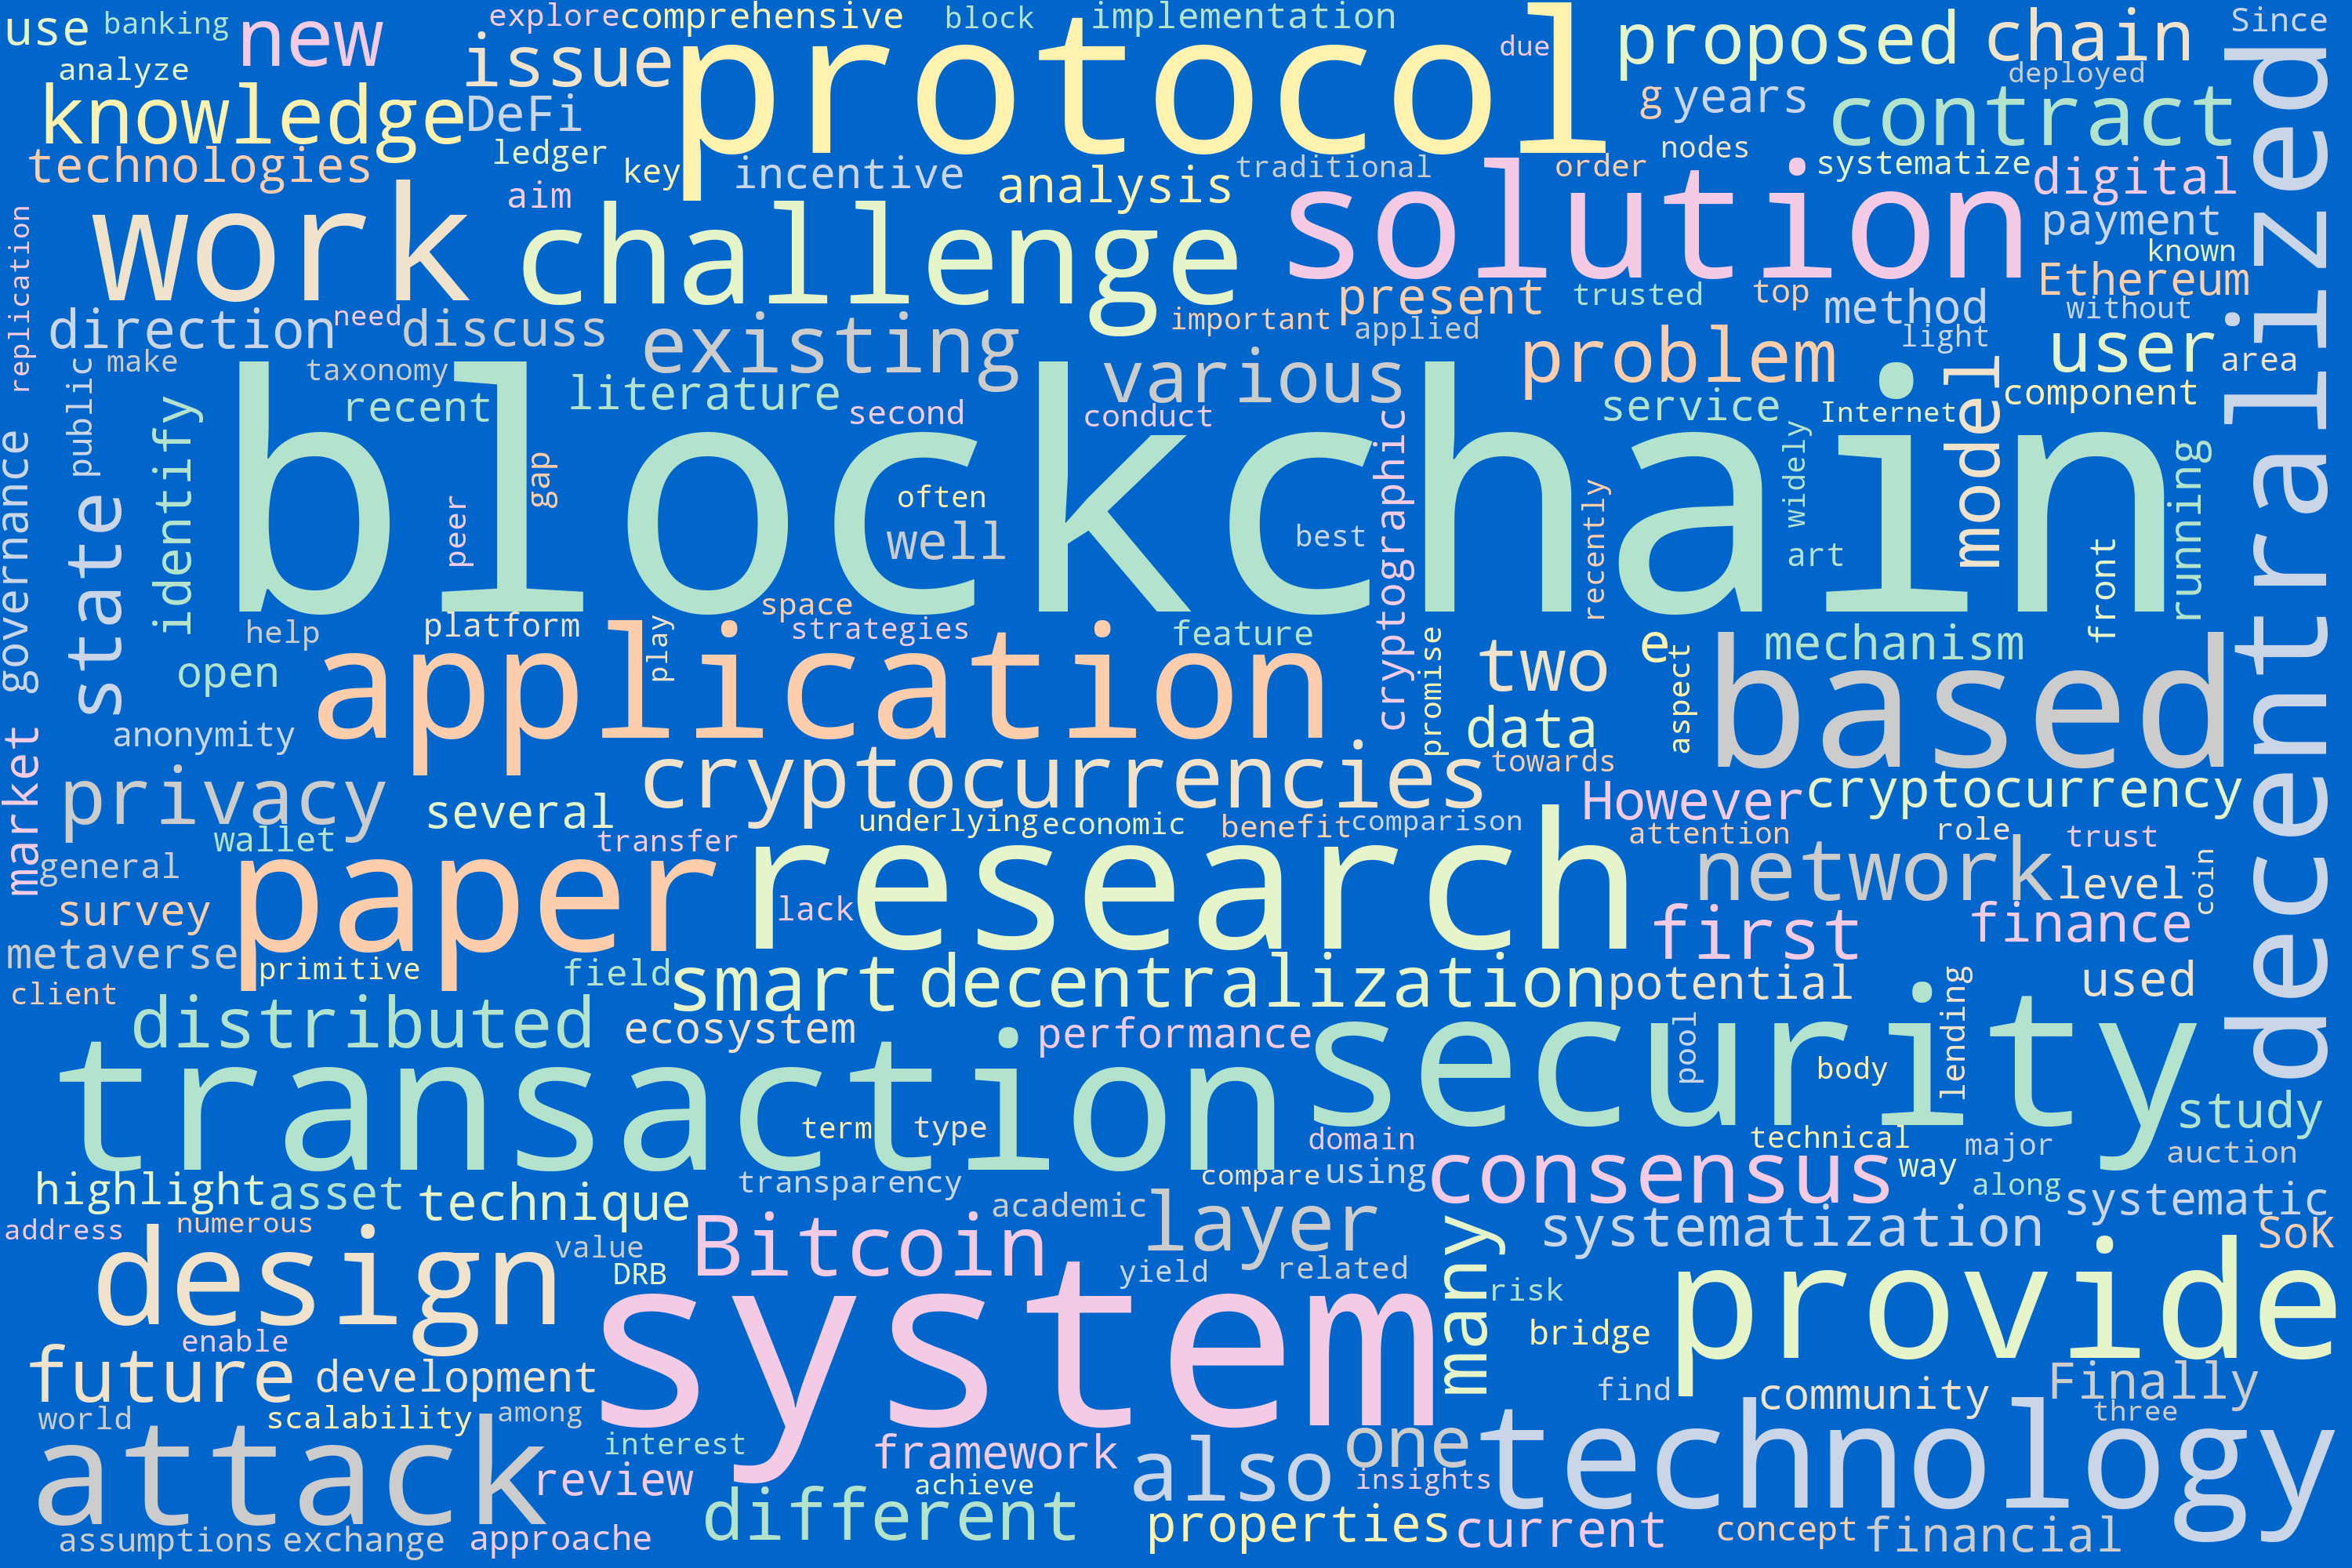 use
banking
new
explore
comprehensive
block
implementation
due
proposed
chain
Since
analyze
issue
protocol
deployed
knowledge
DeFi
g
years
contract
decentralized
technologies
ledger
key
incentive
analysis
traditional
order
nodes
systematize
digital
aim
work
challenge
solution
payment
known
replication
direction
need
discuss
existing
important
present
trusted
top
method
Ethereum
without
applied
light
make
taxonomy
various
problem
user
area
public
recent
literature
second
conduct
service
Internet
model
component
blockchain
governance
state
identify
peer
gap
often
well
best
cryptographic
recently
widely
art
front
running
help
platform
space
strategies
feature
open
application
play
promise
two
e
aspect
mechanism
based
data
anonymity
market
privacy
cryptocurrencies
towards
several
However
cryptocurrency
wallet
transfer
underlying
economic
benefit
comparison
attention
role
trust
general
paper
research
network
level
coin
survey
lack
first
finance
metaverse
primitive
field
smart
decentralization
potential
used
client
distributed
ecosystem
performance
security
pool
lending
transaction
body
term
type
domain
technical
major
study
auction
highlight
asset
technique
transparency
compare
using
consensus
way
along
systematic
address
numerous
academic
layer
systematization
SoK
design
value
DRB
Bitcoin
yield
related
many
risk
provide
enable
system
bridge
future
development
find
community
Finally
world
scalability
among
three
attack
interest
framework
also
one
technology
review
achieve
insights
different
assumptions
exchange
approache
properties
current
concept
financial